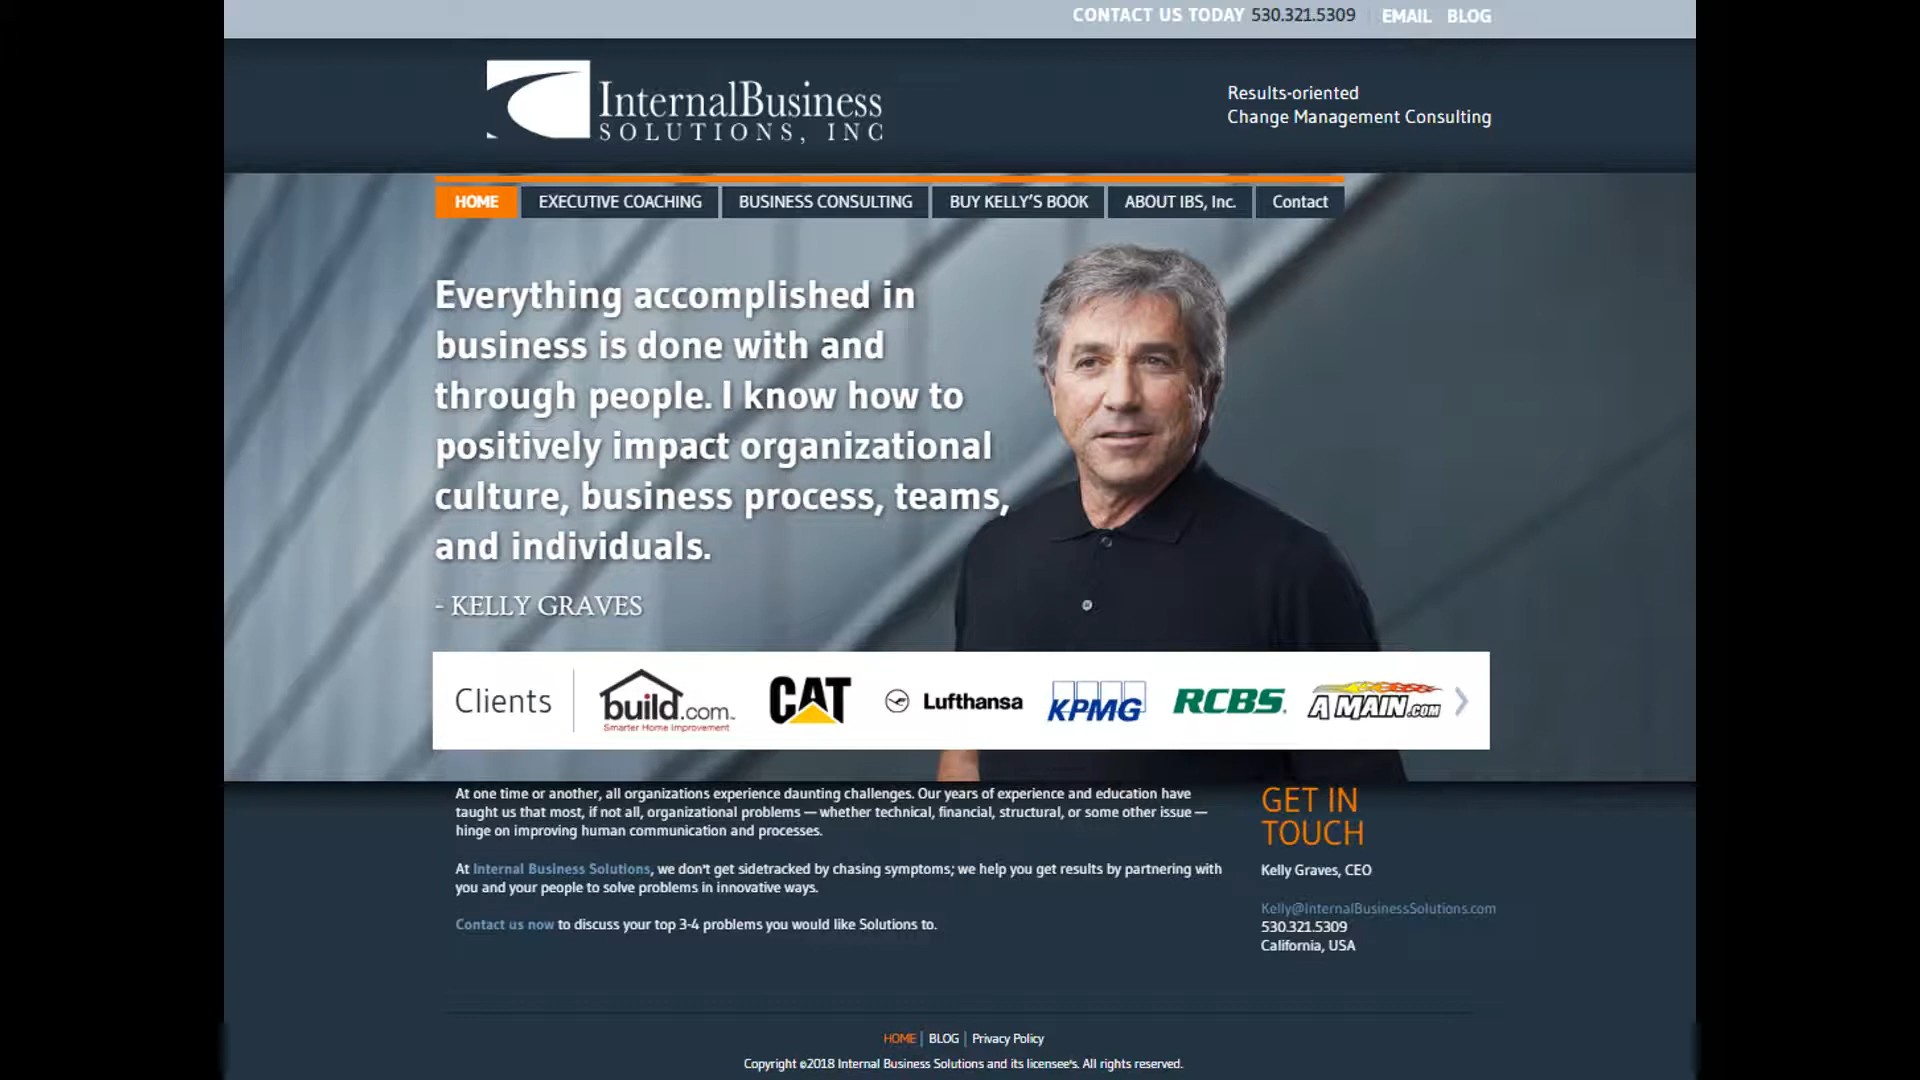 CONTACT US TODAY 530.321.5309 EMAIL BLOG
InternalBusiness
SOLUTIONS, INC
Results-oriented
Change Management Consulting
HOME EXECUTIVE COACHING BUSINESS CONSULTING BUY KELLY'S BOOK ABOUT IBS, Inc. Contact
Everything accomplished in
business is done with and
through people. I know how to
positively impact organizational
culture, business process, teams,
and individuals.
- KELLY GRAVES
Clients
build.com
Smarter Home Improvement
CAT
Lufthansa
KPMG
RCBS.
A MAIN.COM
At one time or another, all organizations experience daunting challenges. Our years of experience and education have
taught us that most, if not all, organizational problems — whether technical, financial, structural, or some other issue —
hinge on improving human communication and processes.
At Internal Business Solutions, we don't get sidetracked by chasing symptoms; we help you get results by partnering with
you and your people to solve problems in innovative ways.
Contact us now to discuss your top 3-4 problems you would like Solutions to.
GET IN
TOUCH
Kelly Graves, CEO
Kelly@InternalBusinessSolutions.com
530.321.5309
California, USA
HOME | BLOG | Privacy Policy
Copyright ©2018 Internal Business Solutions and its licensee's. All rights reserved.